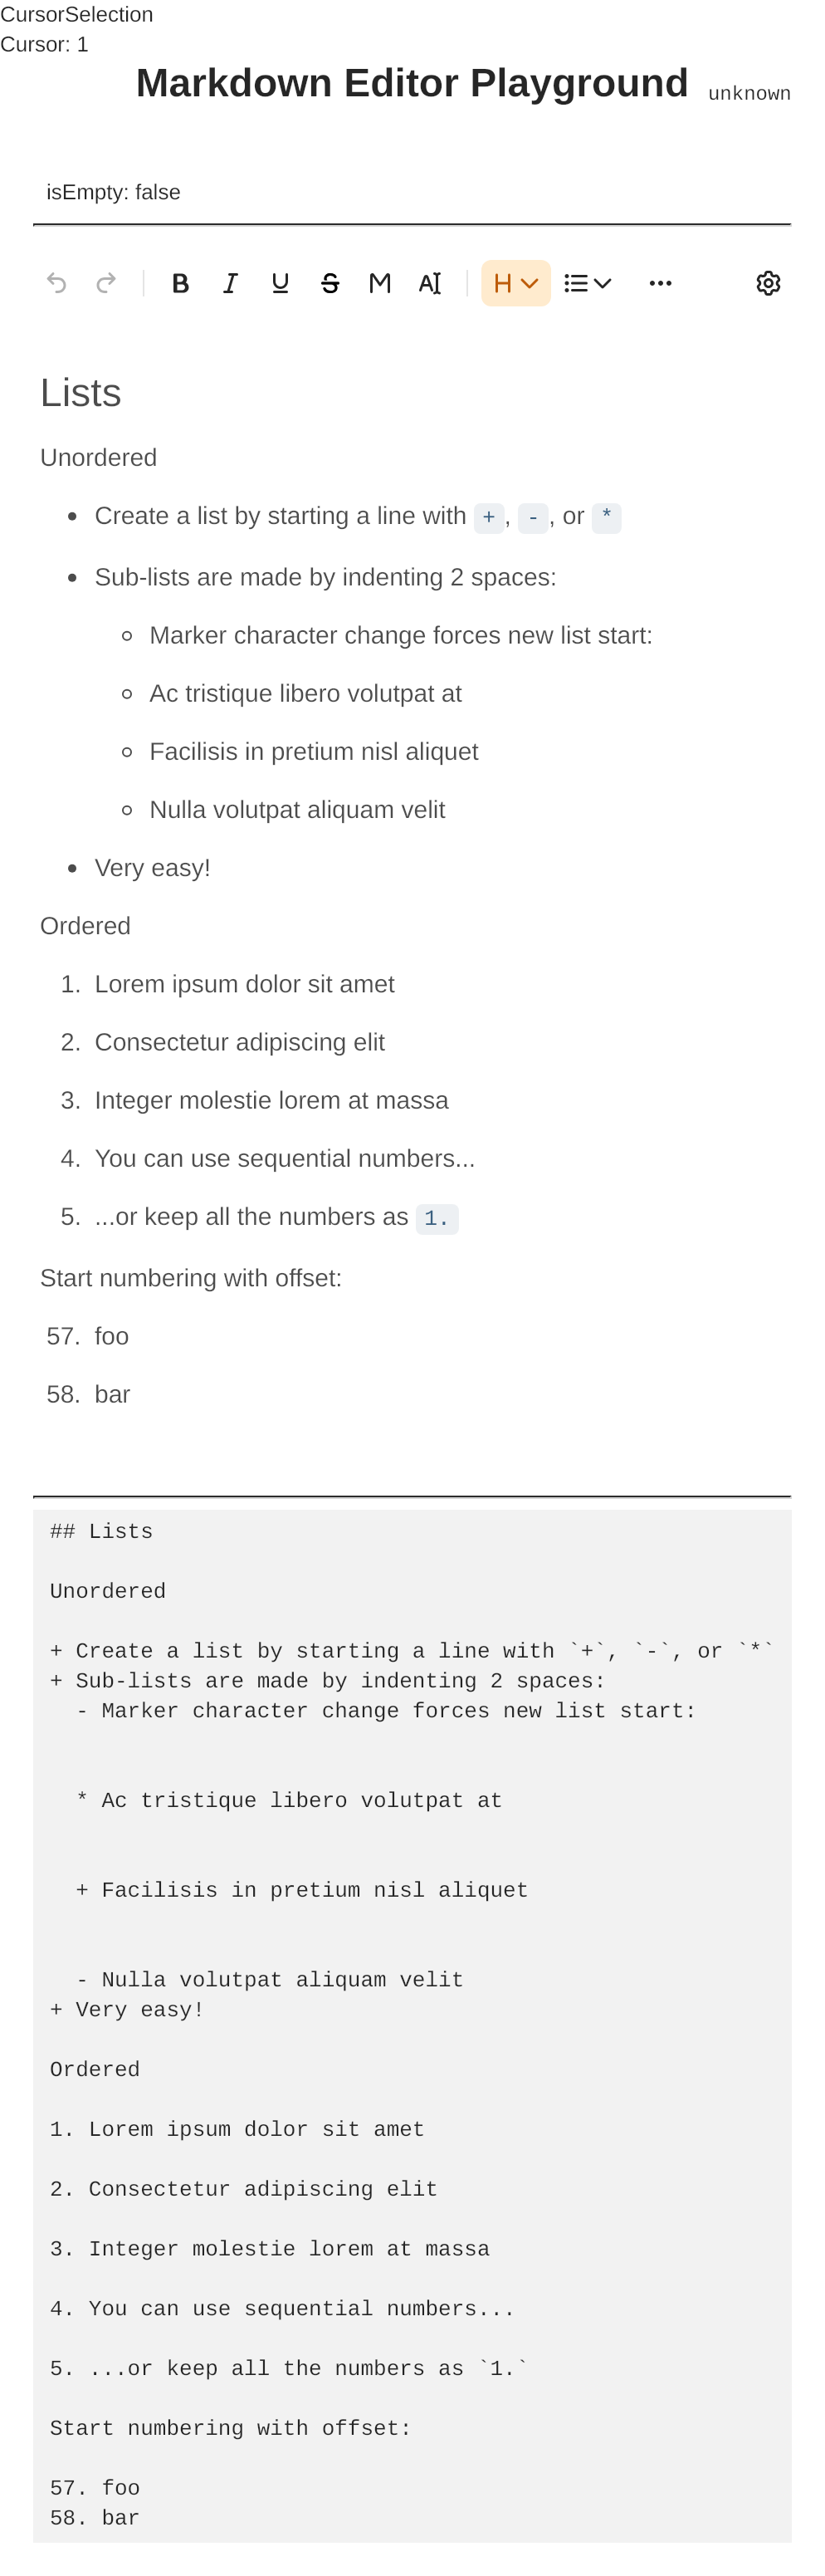 CursorSelection
Cursor: 1
Markdown Editor Playground unknown
isEmpty: false
B I U S M AI H
Lists
Unordered
• Create a list by starting a line with +, -, or *
• Sub-lists are made by indenting 2 spaces:
◦ Marker character change forces new list start:
◦ Ac tristique libero volutpat at
◦ Facilisis in pretium nisl aliquet
◦ Nulla volutpat aliquam velit
• Very easy!
Ordered
1. Lorem ipsum dolor sit amet
2. Consectetur adipiscing elit
3. Integer molestie lorem at massa
4. You can use sequential numbers...
5. ...or keep all the numbers as 1.
Start numbering with offset:
57. foo
58. bar
## Lists
Unordered
+ Create a list by starting a line with `+`, `-`, or `*`
+ Sub-lists are made by indenting 2 spaces:
  - Marker character change forces new list start:
  * Ac tristique libero volutpat at
  + Facilisis in pretium nisl aliquet
  - Nulla volutpat aliquam velit
+ Very easy!
Ordered
1. Lorem ipsum dolor sit amet
2. Consectetur adipiscing elit
3. Integer molestie lorem at massa
4. You can use sequential numbers...
5. ...or keep all the numbers as `1.`
Start numbering with offset:
57. foo
58. bar